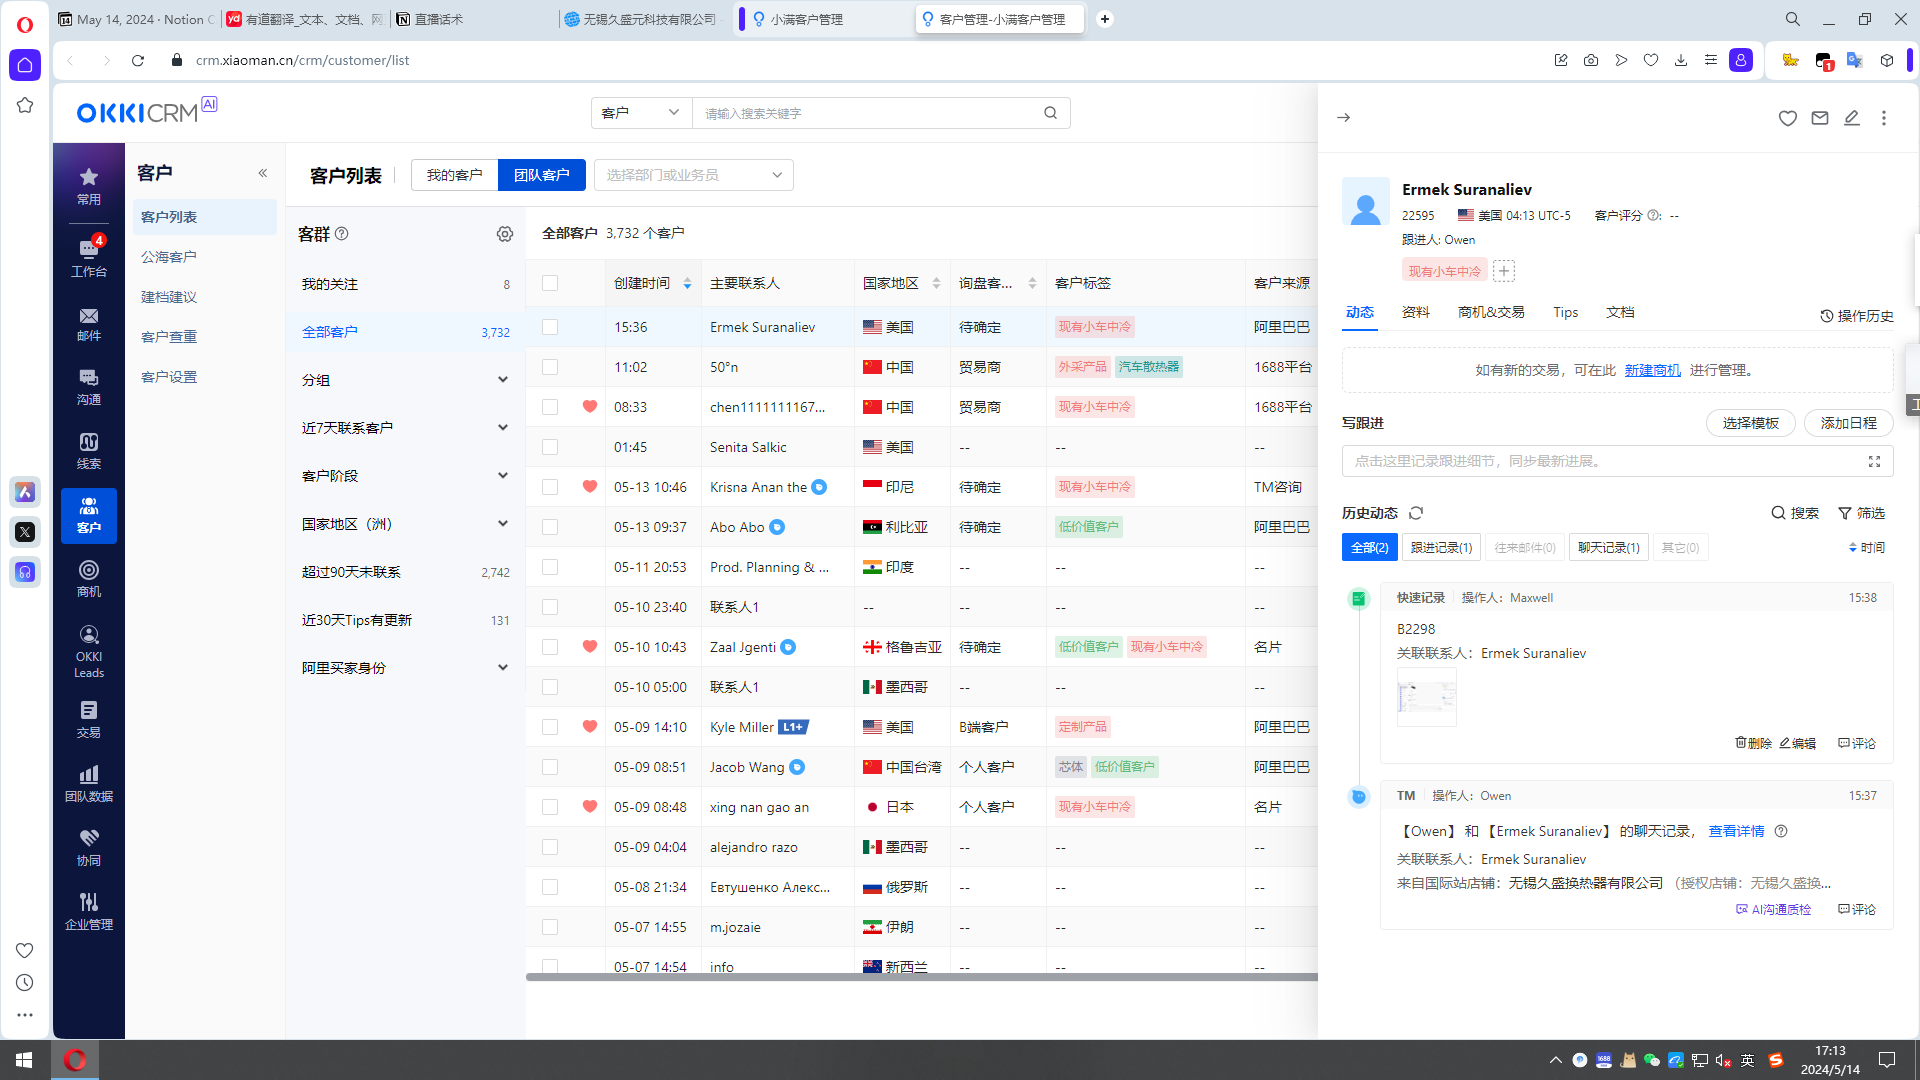 May 14, 2024 · Notion C
有道翻译_文本、文档、网
直播话术
无锡久盛元科技有限公司 -
小满客户管理
客户管理-小满客户管理
crm.xiaoman.cn/crm/customer/list
1
OKKICRM AI
客户
请输入搜索关键字
常用
4
工作台
邮件
沟通
线索
客户
商机
OKKI
Leads
交易
团队数据
协同
企业管理
客户
客户列表
公海客户
建档建议
客户查重
客户设置
客户列表
我的客户
团队客户
选择部门或业务员
客群
我的关注 8
全部客户 3,732
分组
近7天联系客户
客户阶段
国家地区（洲）
超过90天未联系 2,742
近30天Tips有更新 131
阿里买家身份
全部客户 3,732 个客户
创建时间 主要联系人 国家地区 询盘客... 客户标签 客户来源
15:36 Ermek Suranaliev 美国 待确定 现有小车中冷 阿里巴巴
11:02 50°n 中国 贸易商 外采产品 汽车散热器 1688平台
08:33 chen1111111167... 中国 贸易商 现有小车中冷 1688平台
01:45 Senita Salkic 美国 -- -- --
05-13 10:46 Krisna Anan the 印尼 待确定 现有小车中冷 TM咨询
05-13 09:37 Abo Abo 利比亚 待确定 低价值客户 阿里巴巴
05-11 20:53 Prod. Planning & ... 印度 -- -- --
05-10 23:40 联系人1 -- -- -- --
05-10 10:43 Zaal Jgenti 格鲁吉亚 待确定 低价值客户 现有小车中冷 名片
05-10 05:00 联系人1 墨西哥 -- -- --
05-09 14:10 Kyle Miller L1+ 美国 B端客户 定制产品 阿里巴巴
05-09 08:51 Jacob Wang 中国台湾 个人客户 芯体 低价值客户 阿里巴巴
05-09 08:48 xing nan gao an 日本 个人客户 现有小车中冷 名片
05-09 04:04 alejandro razo 墨西哥 -- -- --
05-08 21:34 Евтушенко Алекс... 俄罗斯 -- -- --
05-07 14:55 m.jozaie 伊朗 -- -- --
05-07 14:54 info 新西兰 -- -- --
Ermek Suranaliev
22595 美国 04:13 UTC-5 客户评分 : --
跟进人: Owen
现有小车中冷
动态 资料 商机&交易 Tips 文档 操作历史
如有新的交易，可在此 新建商机 进行管理。
写跟进 选择模板 添加日程
点击这里记录跟进细节，同步最新进展。
历史动态 搜索 筛选
全部(2) 跟进记录(1) 往来邮件(0) 聊天记录(1) 其它(0) 时间
快速记录 操作人：Maxwell 15:38
B2298
关联联系人：Ermek Suranaliev
删除 编辑 评论
TM 操作人：Owen 15:37
【Owen】 和 【Ermek Suranaliev】 的聊天记录， 查看详情
关联联系人：Ermek Suranaliev
来自国际站店铺：无锡久盛换热器有限公司 （授权店铺：无锡久盛换...
AI沟通质检 评论
英
17:13
2024/5/14